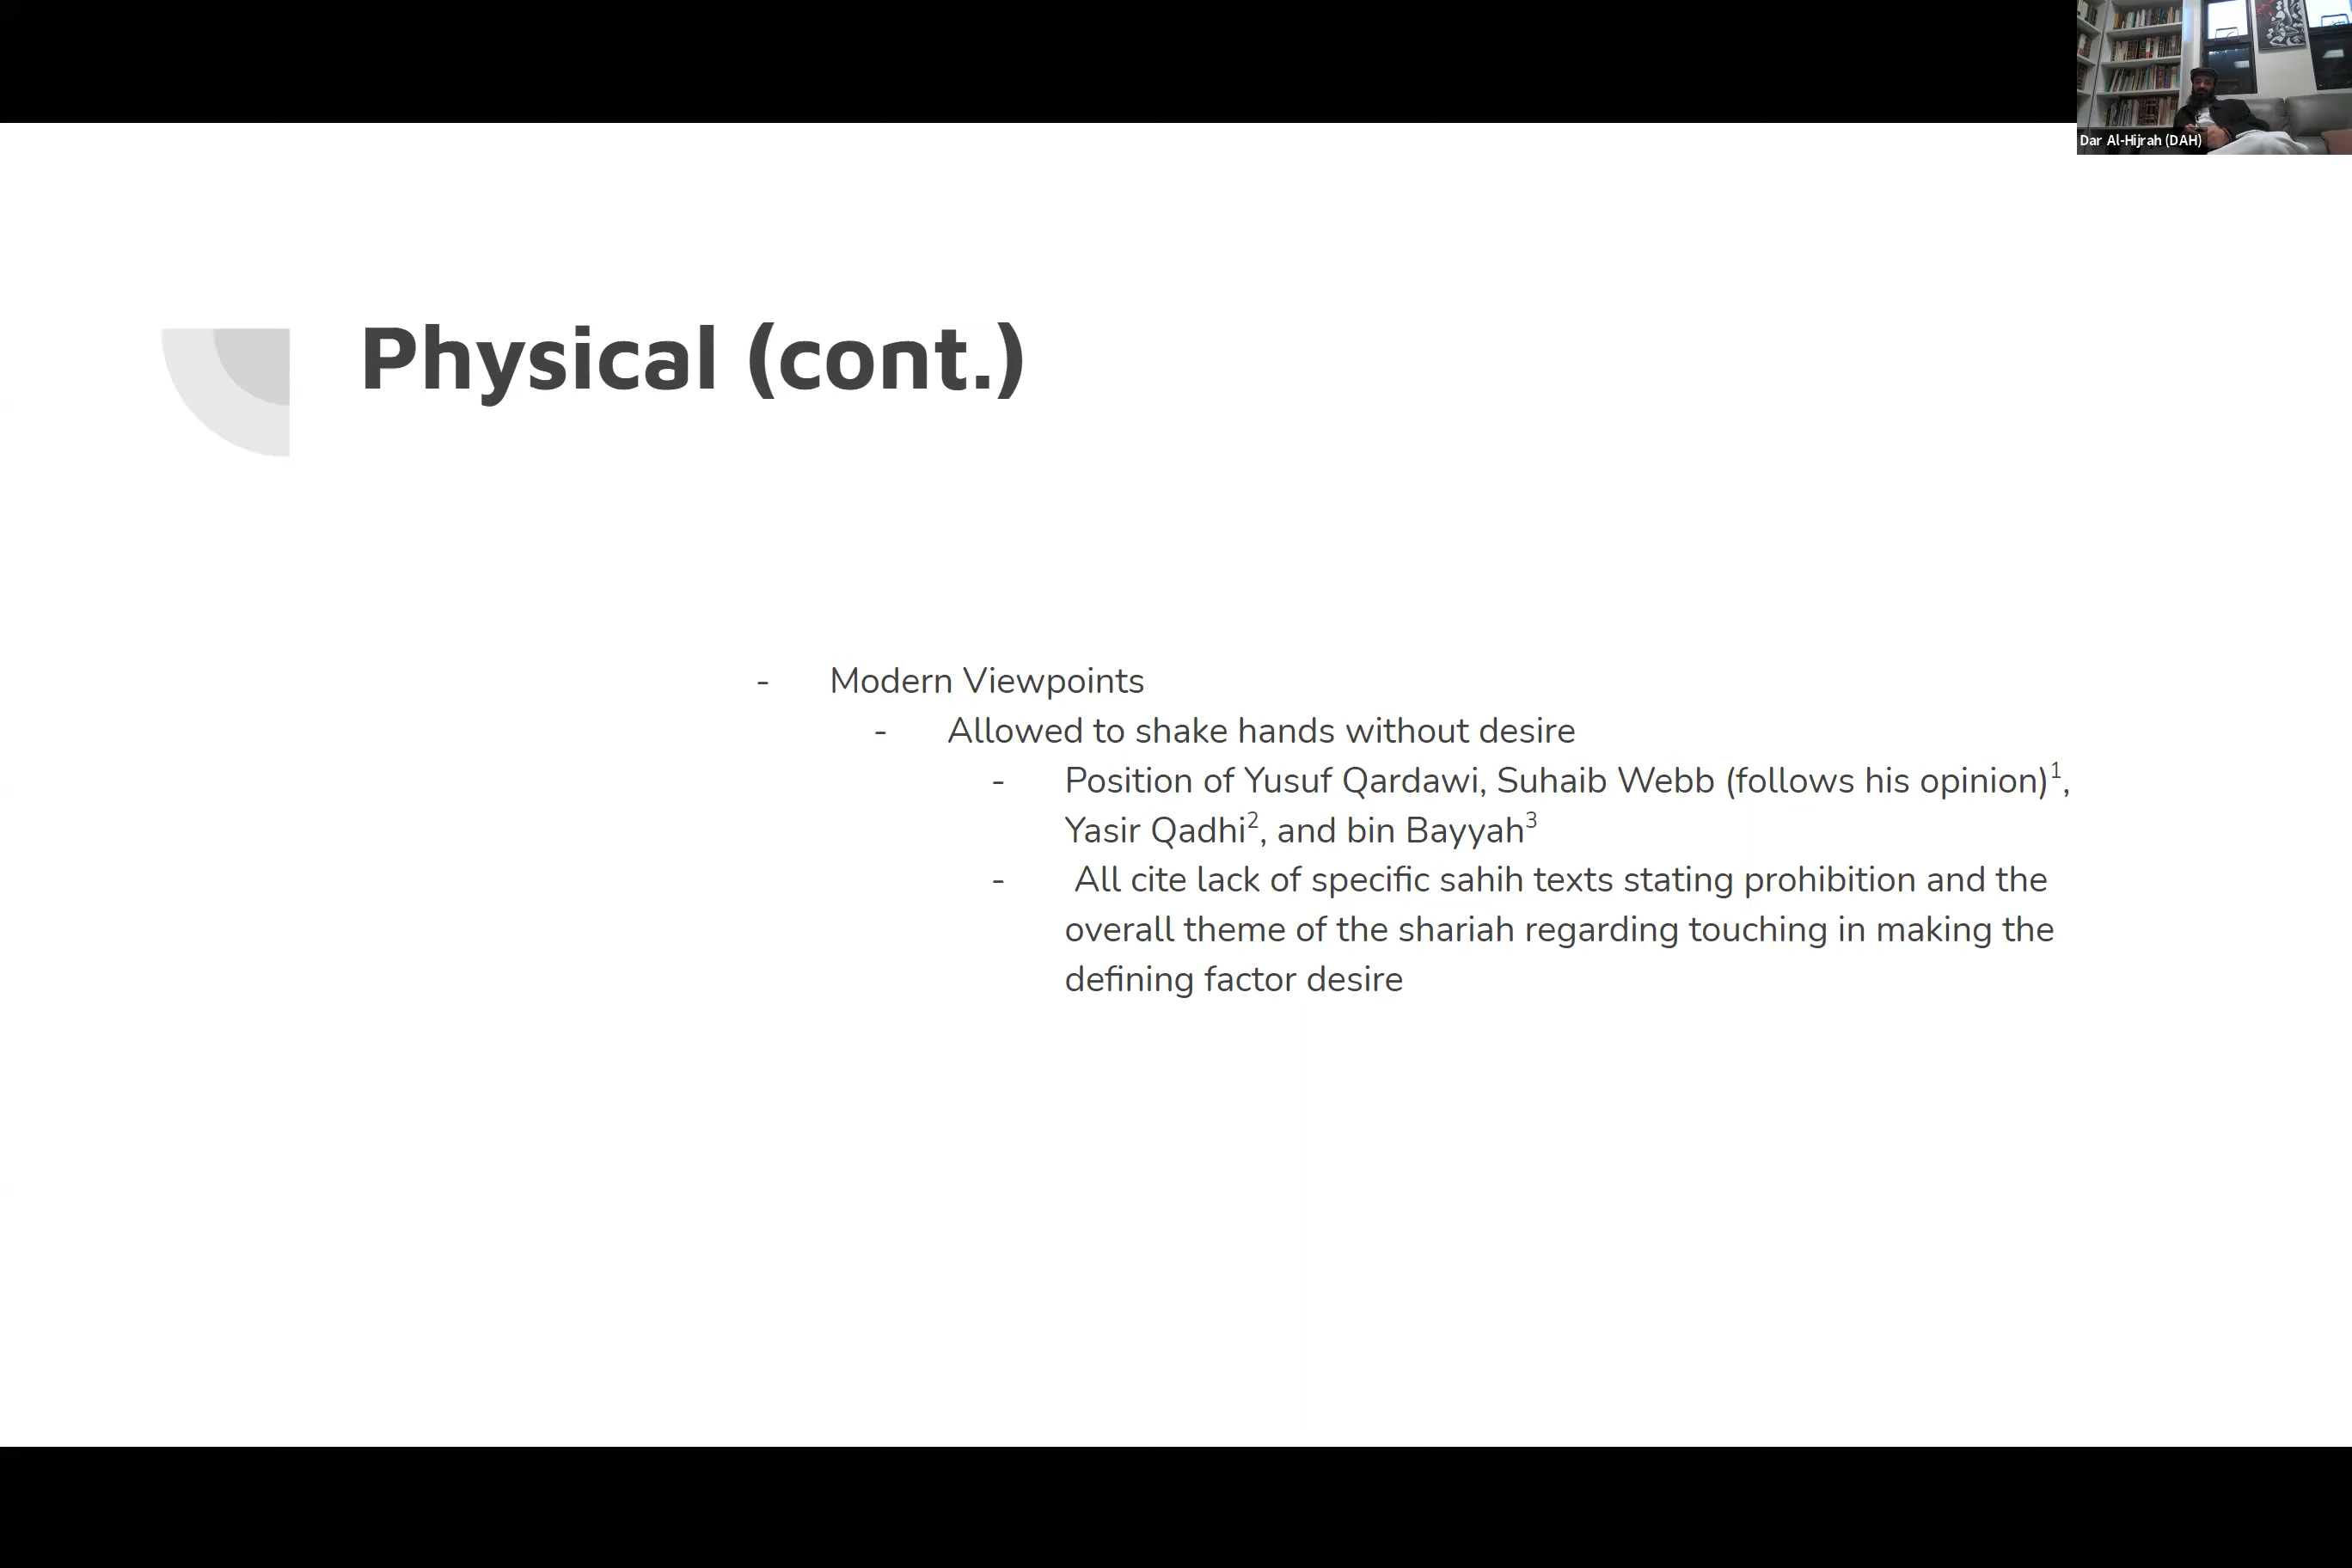 Dar Al-Hijrah (DAH)
Physical (cont.)
- Modern Viewpoints
- Allowed to shake hands without desire
- Position of Yusuf Qardawi, Suhaib Webb (follows his opinion)1,
Yasir Qadhi2, and bin Bayyah3
- All cite lack of specific sahih texts stating prohibition and the
overall theme of the shariah regarding touching in making the
defining factor desire